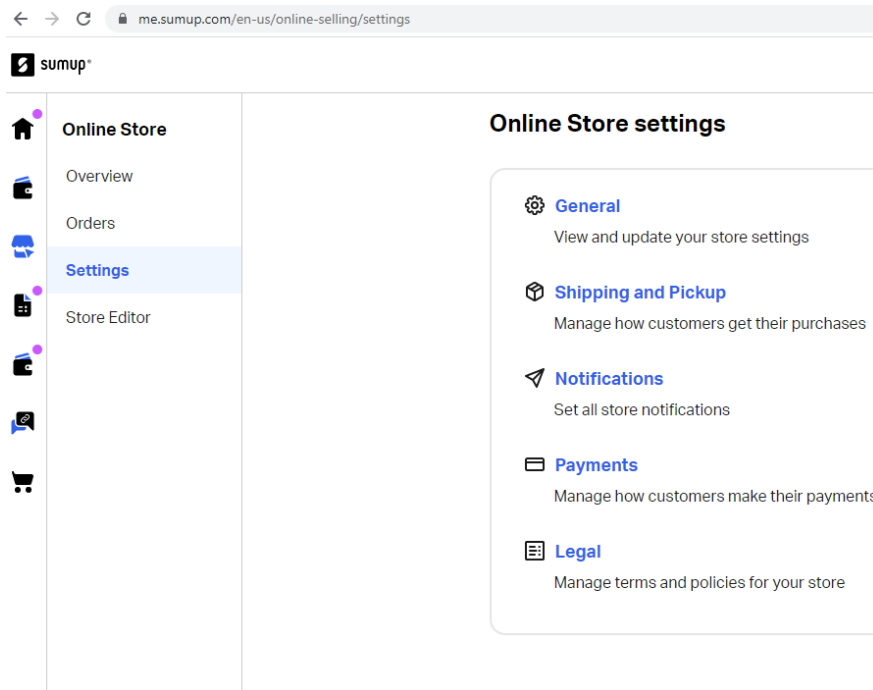 me.sumup.com/en-us/online-selling/settings
sumup®
Online Store
Overview
Orders
Settings
Store Editor
Online Store settings
General
View and update your store settings
Shipping and Pickup
Manage how customers get their purchases
Notifications
Set all store notifications
Payments
Manage how customers make their payments
Legal
Manage terms and policies for your store